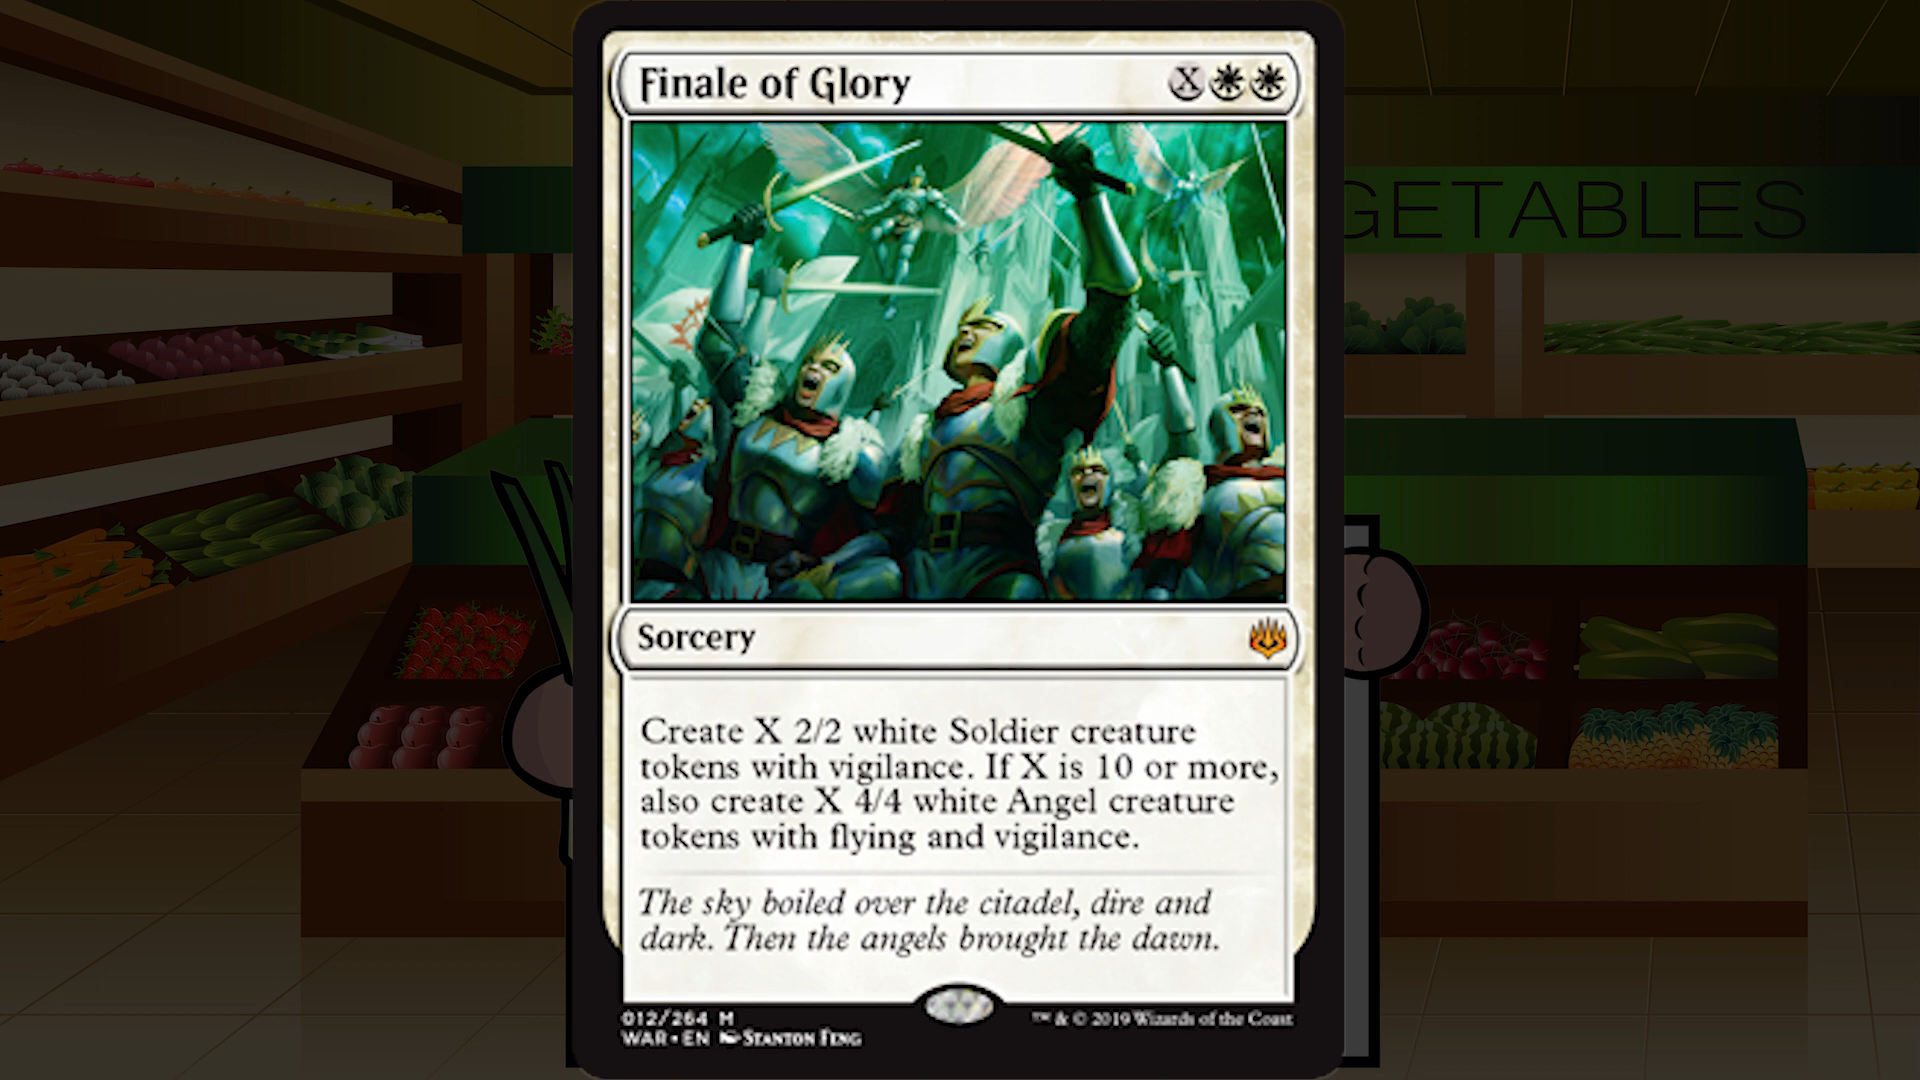 Finale of Glory X
GETABLES
Sorcery
Create X 2/2 white Soldier creature
tokens with vigilance. If X is 10 or more,
also create X 4/4 white Angel creature
tokens with flying and vigilance.
The sky boiled over the citadel, dire and
dark. Then the angels brought the dawn.
012/264 M
WAR • EN STANTON FENG
™ & © 2019 Wizards of the Coast